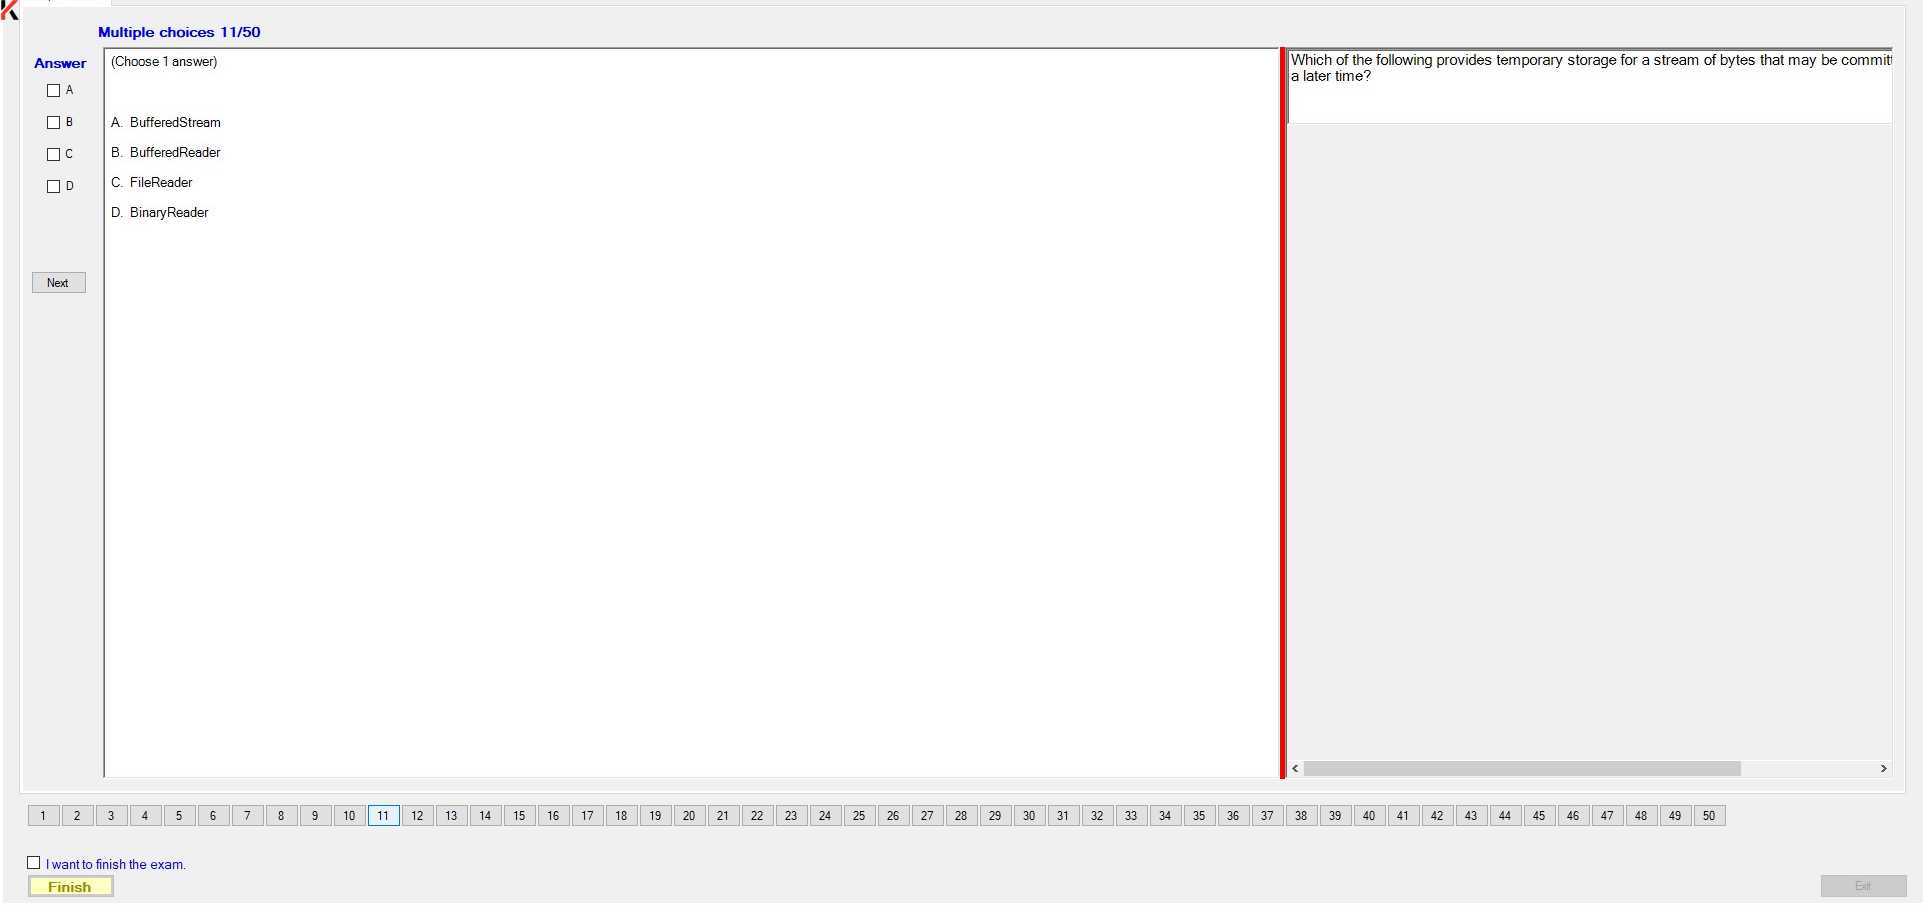 Multiple choices 11/50
Answer
A
B
C
D
Next
(Choose 1 answer)
A. BufferedStream
B. BufferedReader
C. FileReader
D. BinaryReader
Which of the following provides temporary storage for a stream of bytes that may be commit
a later time?
1 2 3 4 5 6 7 8 9 10 11 12 13 14 15 16 17 18 19 20 21 22 23 24 25 26 27 28 29 30 31 32 33 34 35 36 37 38 39 40 41 42 43 44 45 46 47 48 49 50
I want to finish the exam.
Finish
Exit